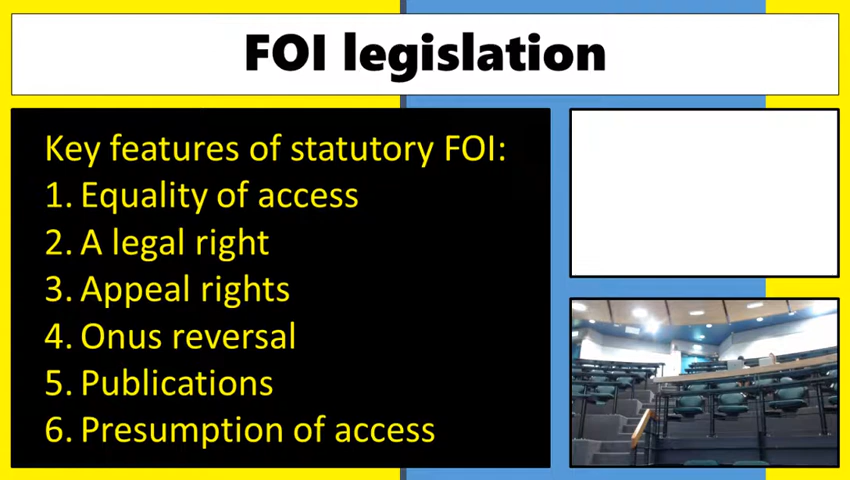 FOI legislation
Key features of statutory FOI:
1. Equality of access
2. A legal right
3. Appeal rights
4. Onus reversal
5. Publications
6. Presumption of access